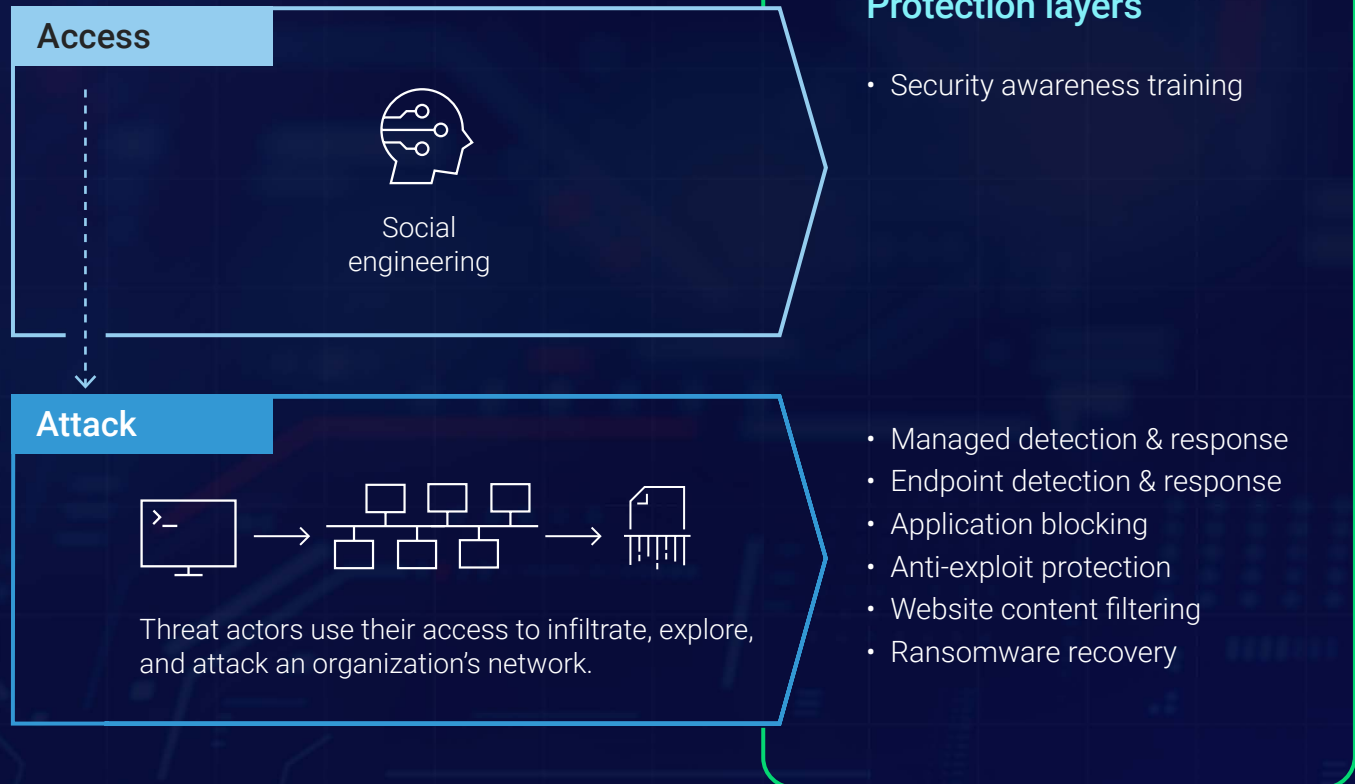 Protection layers
Access
• Security awareness training
Social
engineering
Attack
• Managed detection & response
• Endpoint detection & response
• Application blocking
• Anti-exploit protection
• Website content filtering
• Ransomware recovery
>_
Threat actors use their access to infiltrate, explore,
and attack an organization’s network.